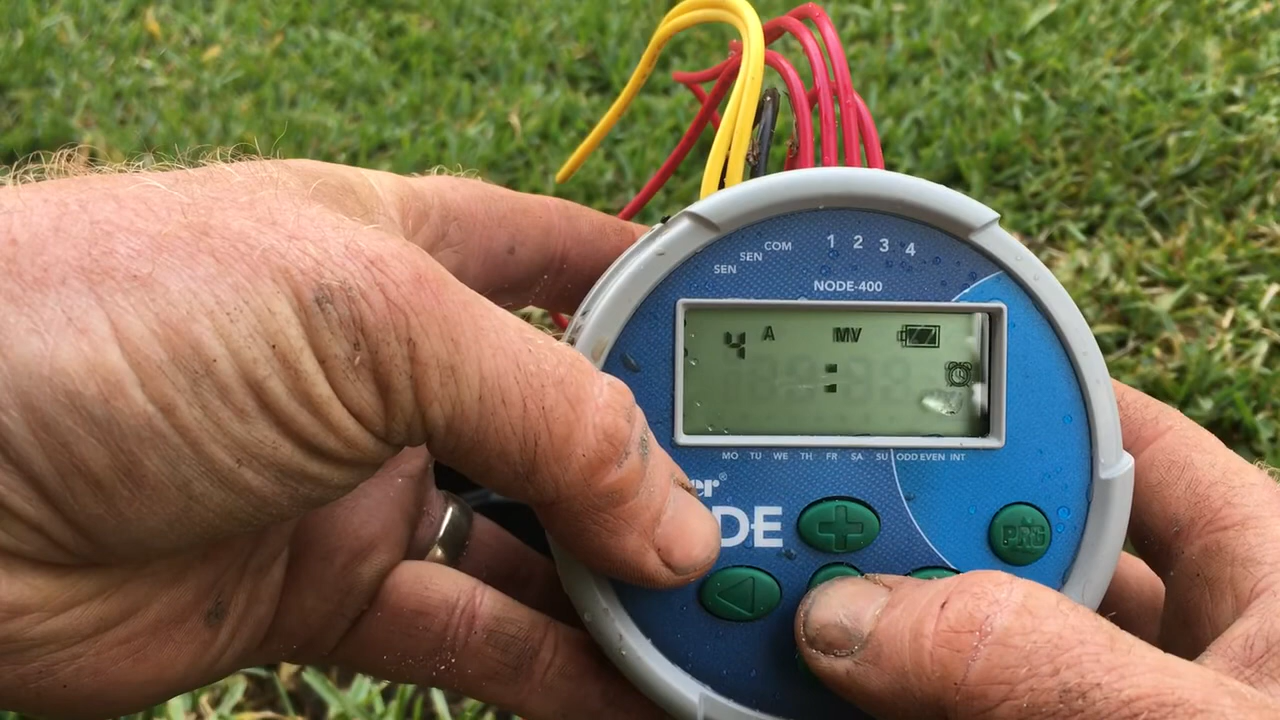 COM 1 2 3 4
SEN
SEN
NODE-400
4 A MV
:
MO TU WE TH FR SA SU ODD EVEN INT
er®
DE
PRG